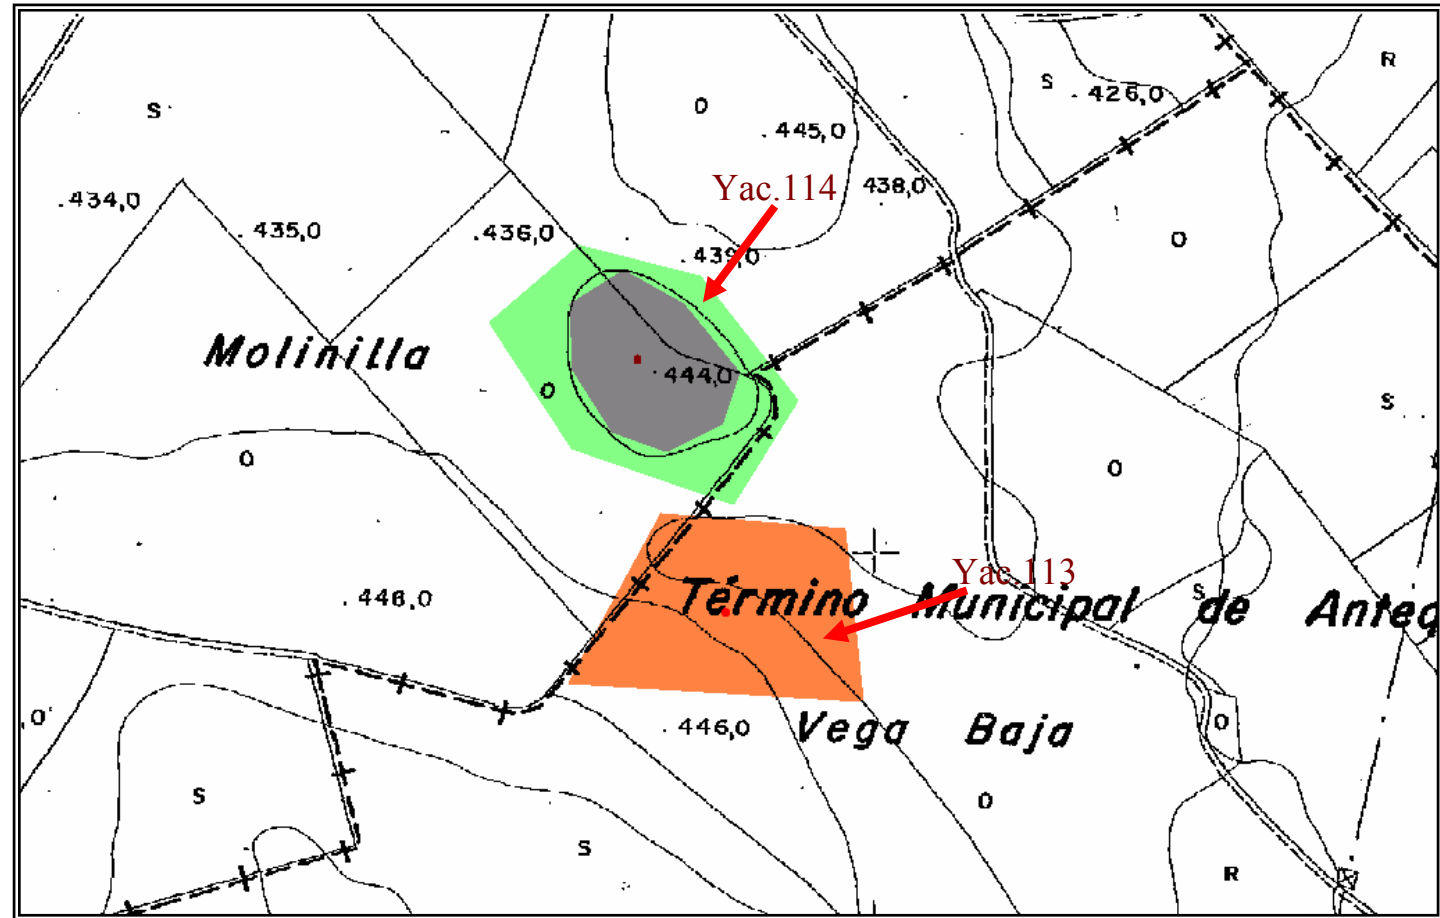 R
S
O
S
.426,0
.445,0
Yac.114
438,0
.434,0
.435,0
.436,0
.439,0
O
Molinilla
.444,0
O
S
O
O
Yac.113
.446,0
Término Municipal de Anteq
S
,0
.446,0
Vega Baja
O
S
O
S
R